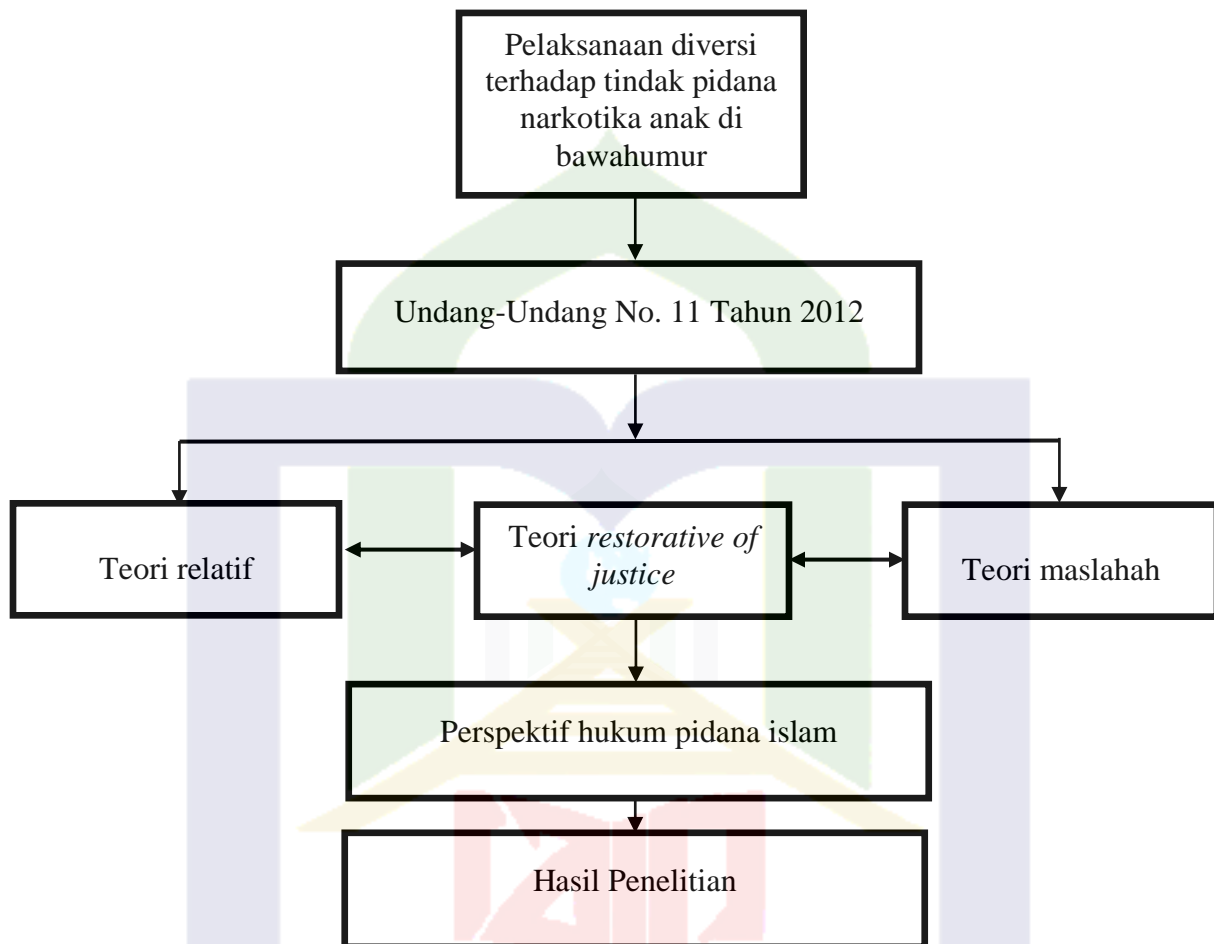 Pelaksanaan diversi
terhadap tindak pidana
narkotika anak di
bawahumur
Undang-Undang No. 11 Tahun 2012
Teori relatif
Teori restorative of
justice
Teori maslahah
Perspektif hukum pidana islam
Hasil Penelitian